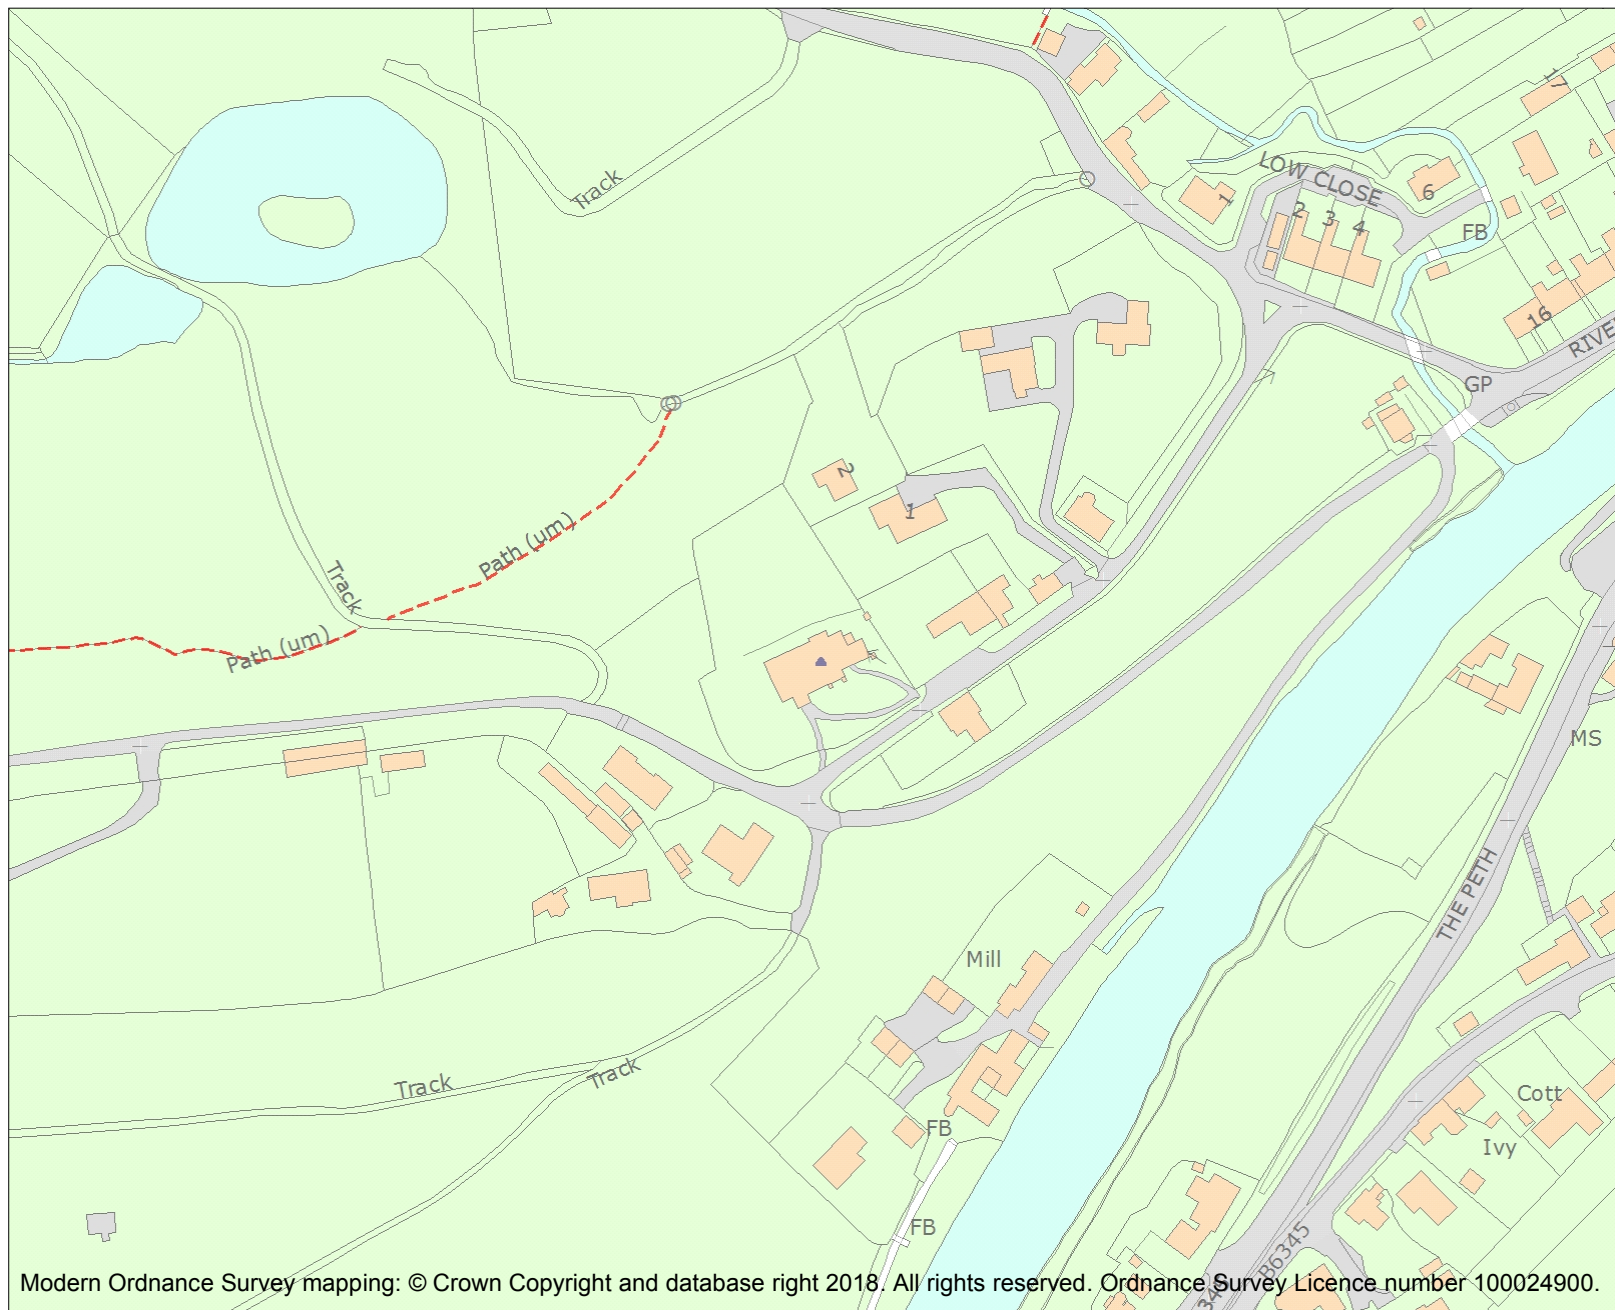 17
Track
LOW CLOSE
1
2
3
4
6
FB
16
RIVE
GP
2
1
Path (um)
Track
Path (um)
MS
THE PETH
Mill
Track
Track
Cott
FB
Ivy
FB
B6345
Modern Ordnance Survey mapping: © Crown Copyright and database right 2018. All rights reserved. Ordnance Survey Licence number 100024900.